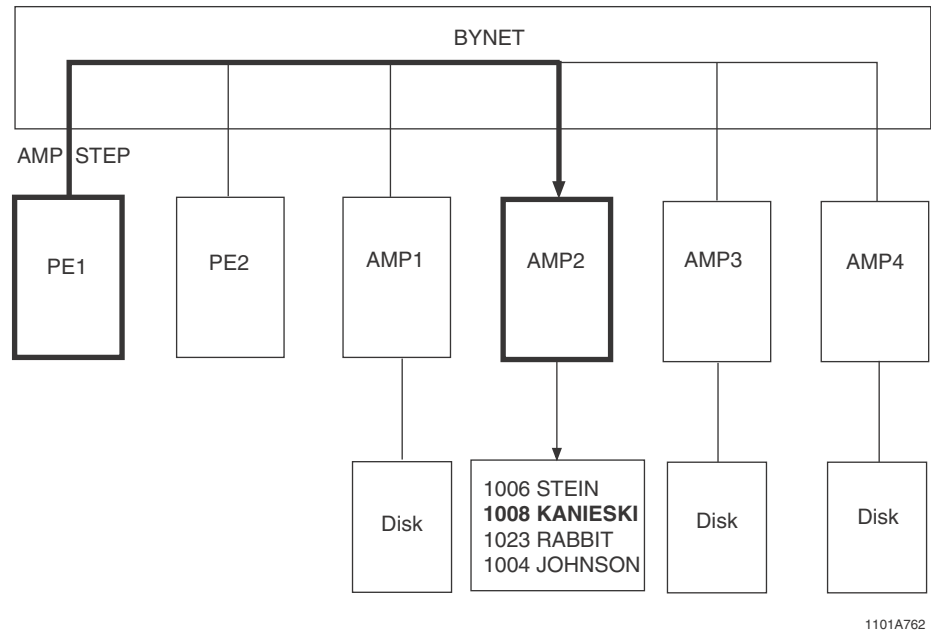 BYNET
AMP STEP
PE1
PE2
AMP1
AMP2
AMP3
AMP4
Disk
1006 STEIN
1008 KANIESKI
1023 RABBIT
1004 JOHNSON
Disk
Disk
1101A762